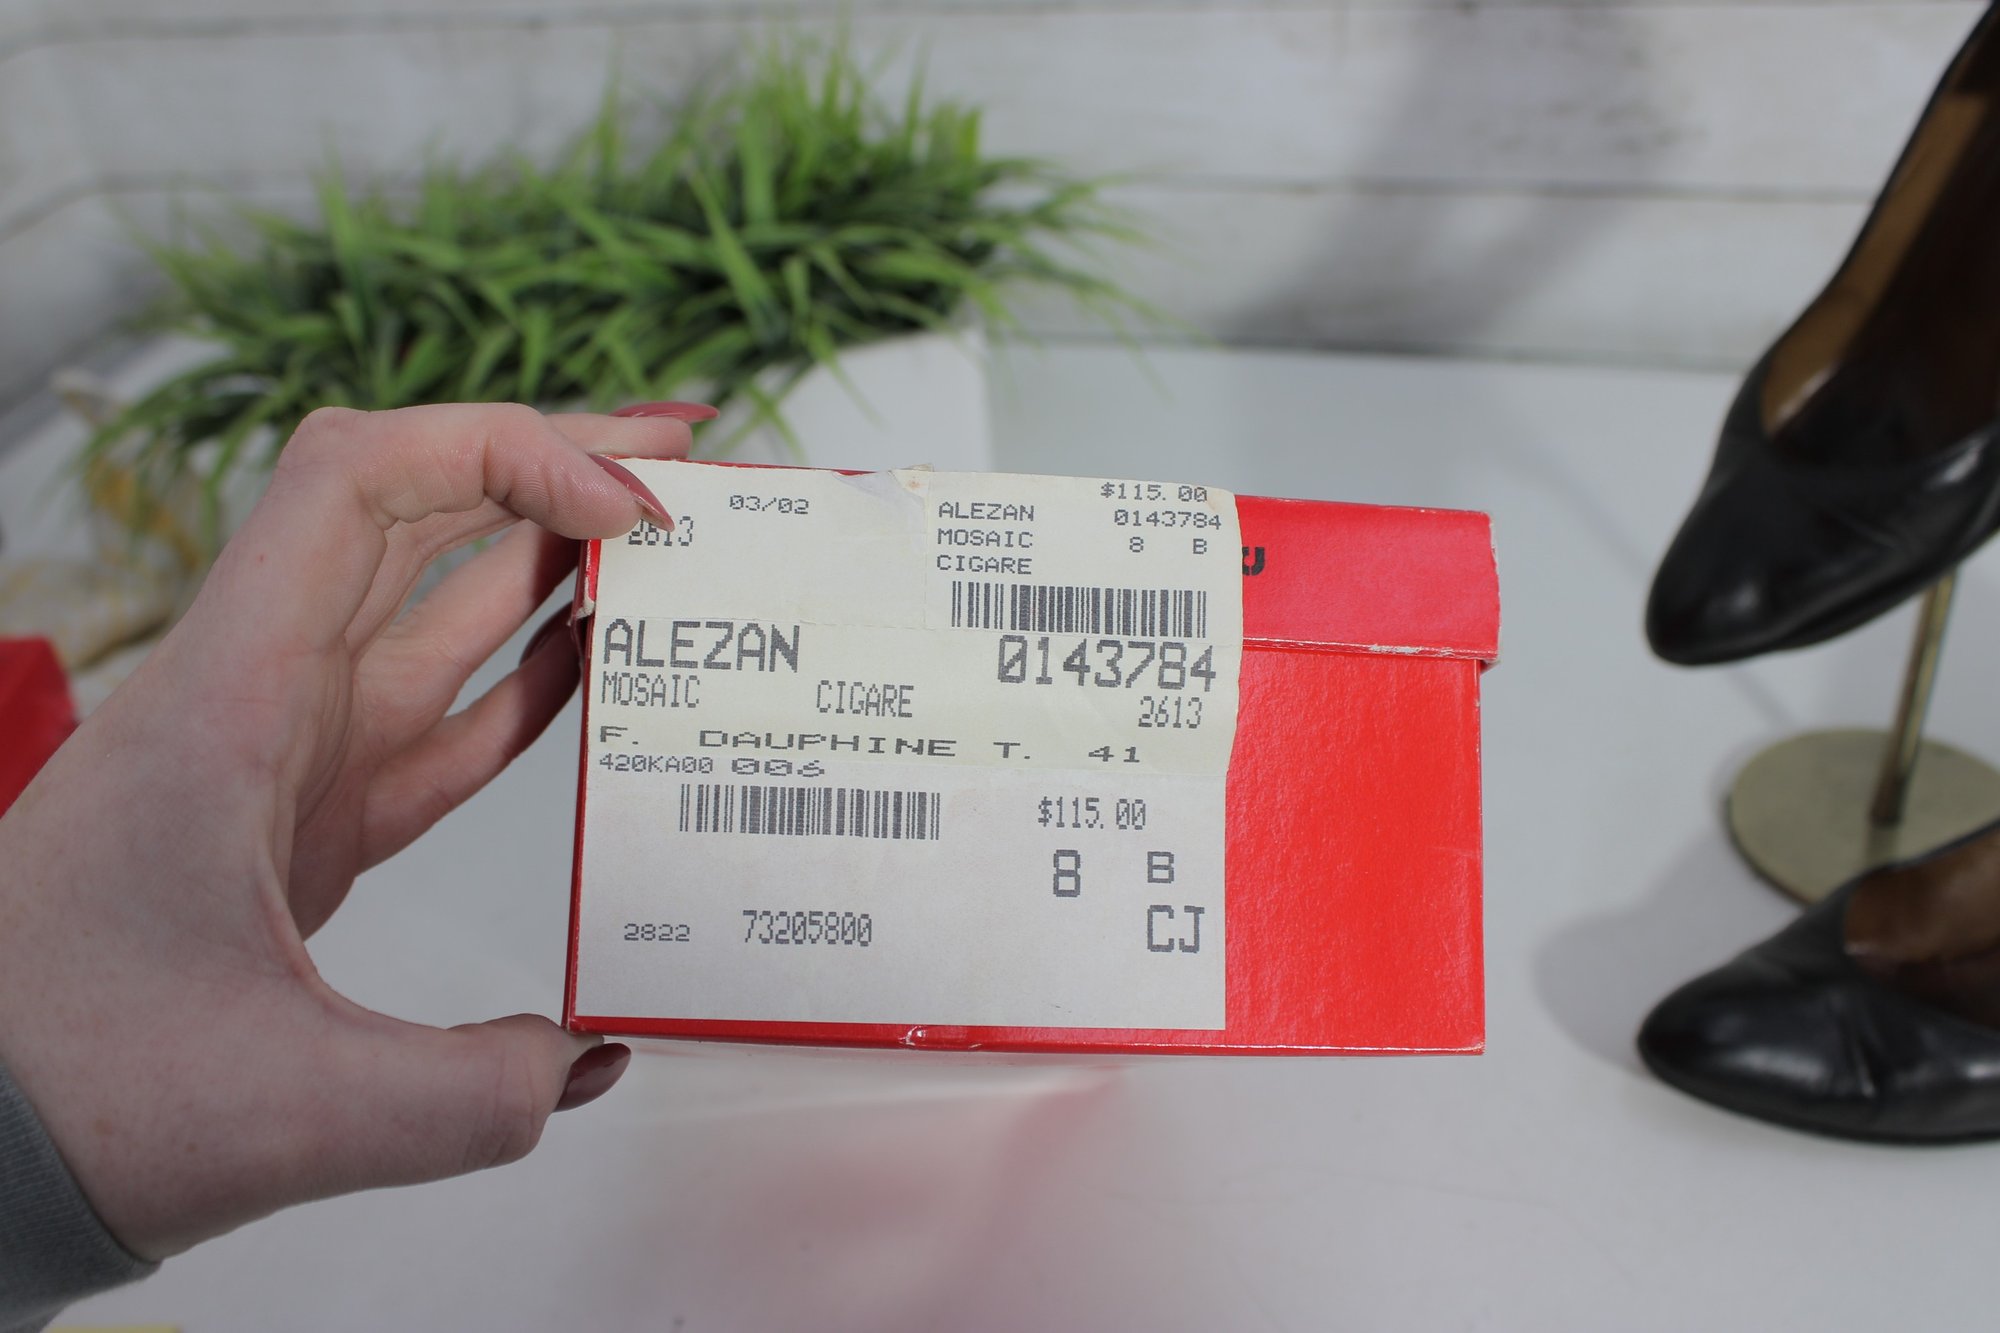 03/02
2613
$115.00
ALEZAN 0143784
MOSAIC 8 B
CIGARE
ALEZAN 0143784
MOSAIC CIGARE 2613
F. DAUPHINE T. 41
420KA00 006
$115.00
8 B
CJ
2822 73205800